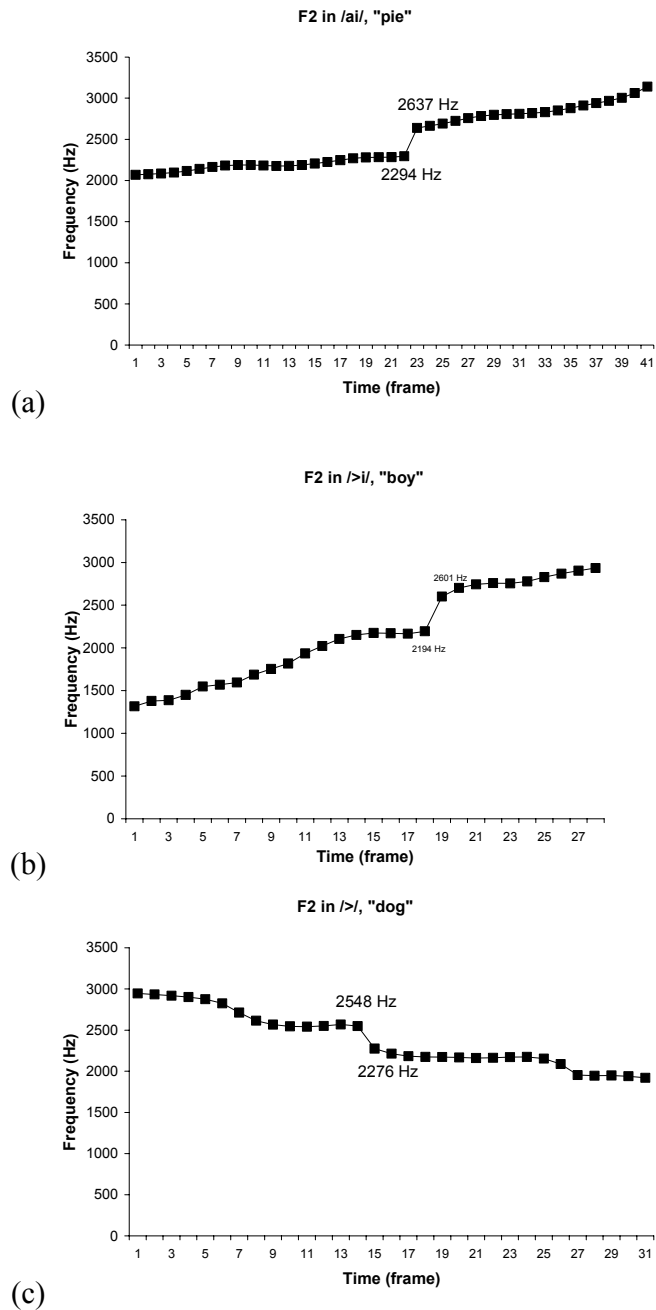 F2 in /ai/, "pie"
3500
3000
2500
2000
1500
1000
500
0
Frequency (Hz)
2637 Hz
2294 Hz
1 3 5 7 9 11 13 15 17 19 21 23 25 27 29 31 33 35 37 39 41
Time (frame)
(a)
F2 in />i/, "boy"
3500
3000
2500
2000
1500
1000
500
0
Frequency (Hz)
2601 Hz
2194 Hz
1 3 5 7 9 11 13 15 17 19 21 23 25 27
Time (frame)
(b)
F2 in />/, "dog"
3500
3000
2500
2000
1500
1000
500
0
Frequency (Hz)
2548 Hz
2276 Hz
1 3 5 7 9 11 13 15 17 19 21 23 25 27 29 31
Time (frame)
(c)